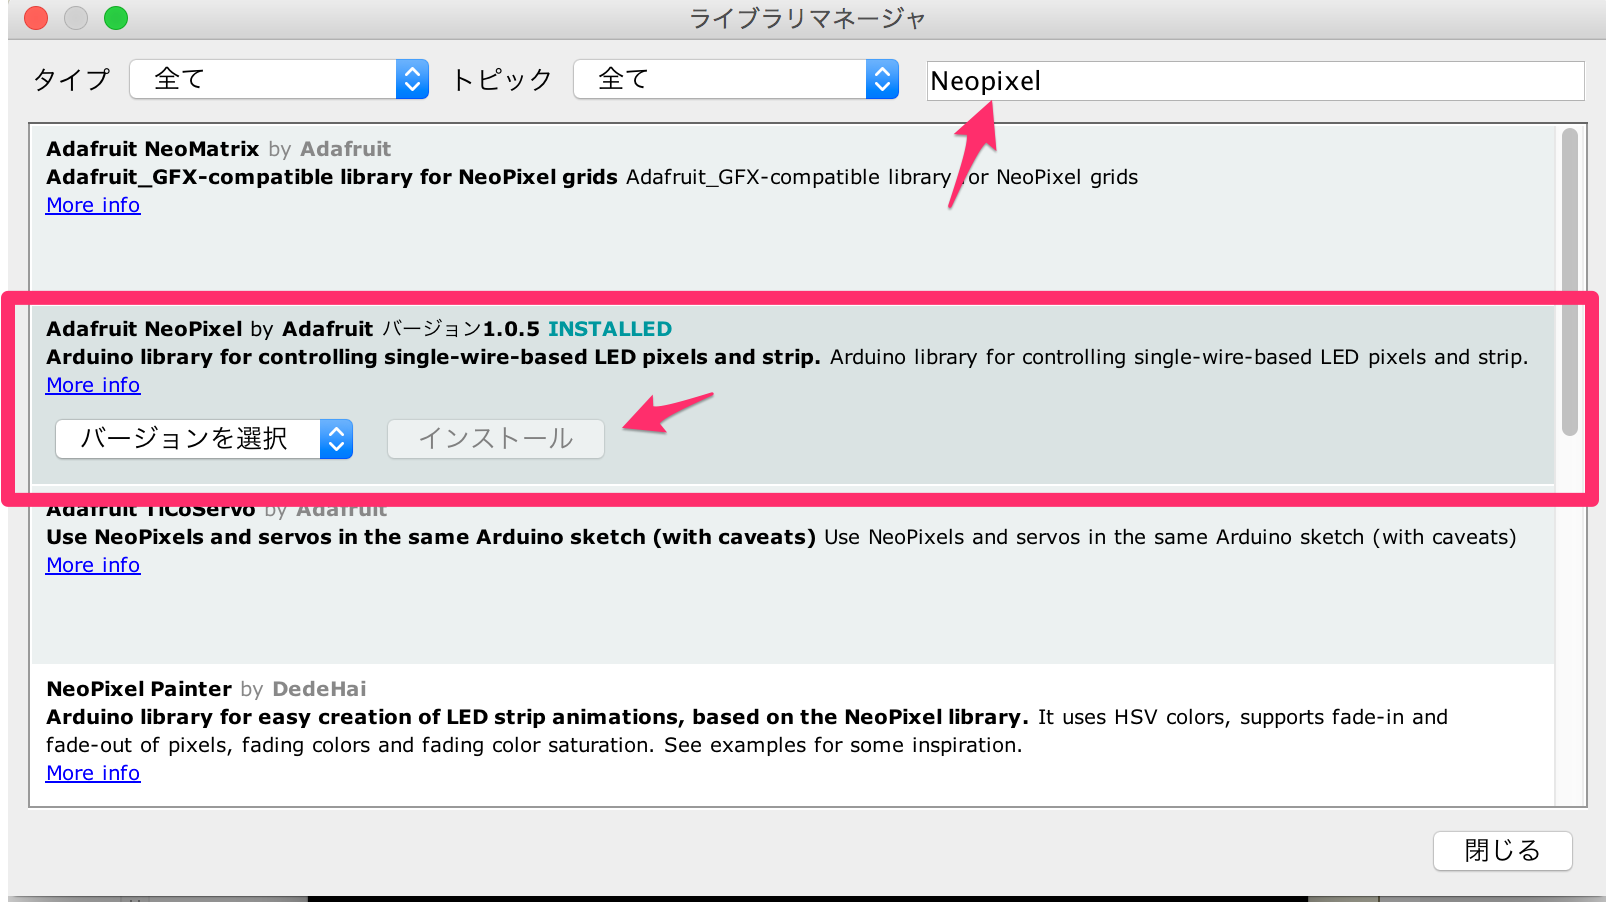 ライブラリマネージャ
タイプ 全て トピック 全て Neopixel
Adafruit NeoMatrix by Adafruit
Adafruit_GFX-compatible library for NeoPixel grids Adafruit_GFX-compatible library for NeoPixel grids
More info
Adafruit NeoPixel by Adafruit バージョン1.0.5 INSTALLED
Arduino library for controlling single-wire-based LED pixels and strip. Arduino library for controlling single-wire-based LED pixels and strip.
More info
バージョンを選択 インストール
Adafruit TiCoServo by Adafruit
Use NeoPixels and servos in the same Arduino sketch (with caveats) Use NeoPixels and servos in the same Arduino sketch (with caveats)
More info
NeoPixel Painter by DedeHai
Arduino library for easy creation of LED strip animations, based on the NeoPixel library. It uses HSV colors, supports fade-in and
fade-out of pixels, fading colors and fading color saturation. See examples for some inspiration.
More info
閉じる